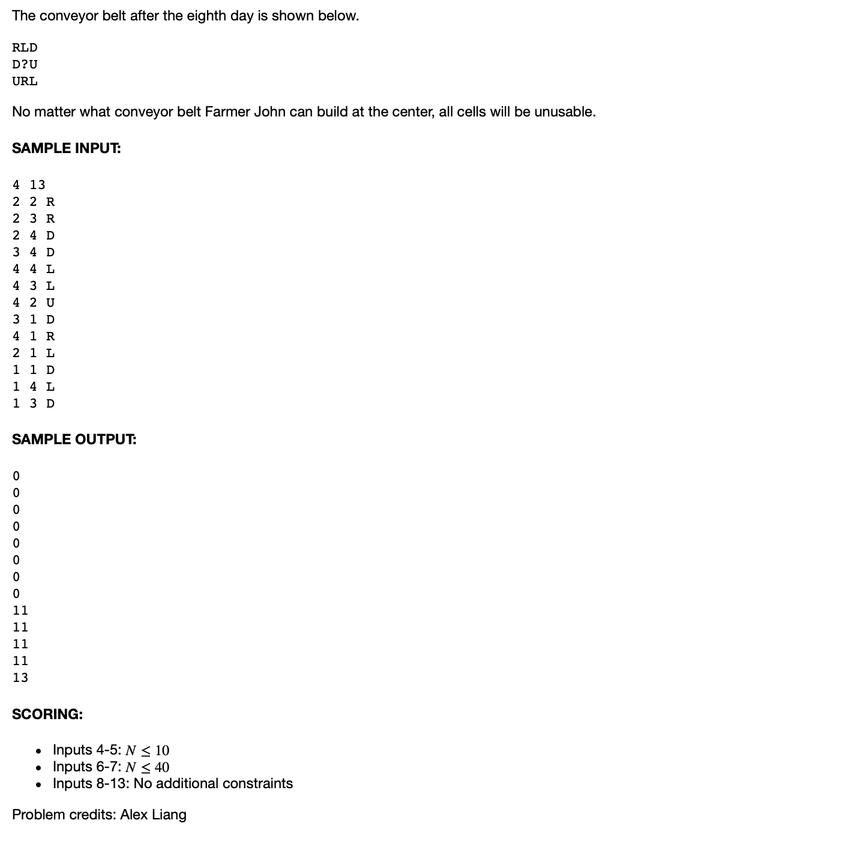 The conveyor belt after the eighth day is shown below.
RLD
D?U
URL
No matter what conveyor belt Farmer John can build at the center, all cells will be unusable.
SAMPLE INPUT:
4 13
2 2 R
2 3 R
2 4 D
3 4 D
4 4 L
4 3 L
4 2 U
3 1 D
4 1 R
2 1 L
1 1 D
1 4 L
1 3 D
SAMPLE OUTPUT:
0
0
0
0
0
0
0
0
11
11
11
11
13
SCORING:
• Inputs 4-5: N ≤ 10
• Inputs 6-7: N ≤ 40
• Inputs 8-13: No additional constraints
Problem credits: Alex Liang